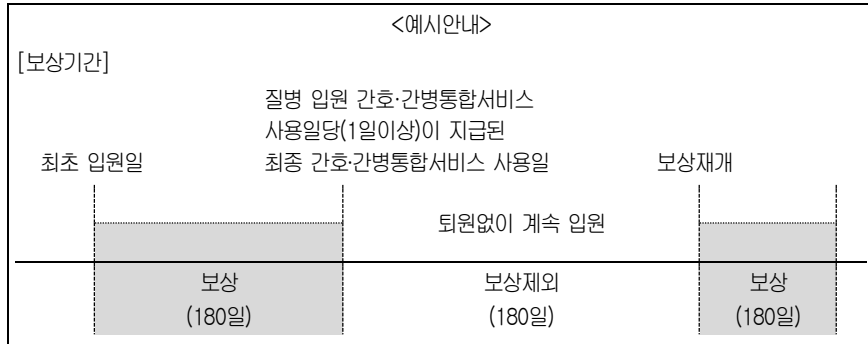 <예시안내>
[보상기간]
질병 입원 간호·간병통합서비스
사용일당(1일이상)이 지급된
최초 입원일 최종 간호·간병통합서비스 사용일 보상재개
퇴원없이 계속 입원
보상 보상제외 보상
(180일) (180일) (180일)